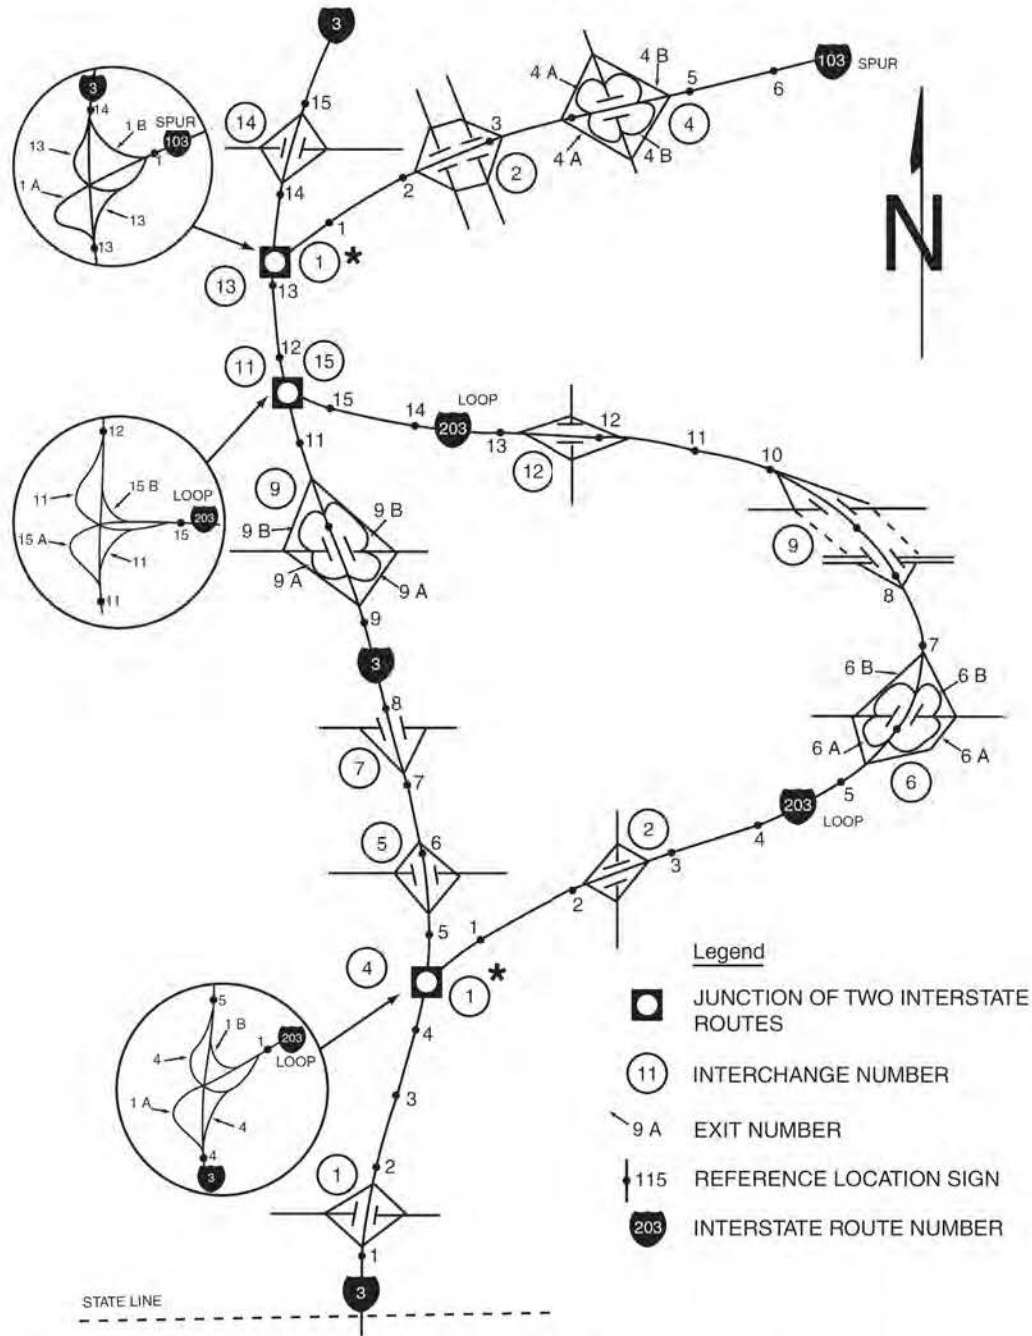 3
103 SPUR
4 A
4 B
5
6
4
4 A
4 B
3
2
2
1
15
14
14
1 *
13
13
3
14
1 B
SPUR
103
1
13
1 A
13
13
N
12
11
15
15
14
LOOP
203
13
12
12
11
10
9
8
7
11
9
9 B
9 B
9 A
9 A
9
12
11
15 B
LOOP
203
15
15 A
11
11
3
8
7
7
6 B
6 B
6 A
6 A
6
5
203
LOOP
4
2
3
2
5
6
5
1
4
1 *
4
3
2
1
1
3
5
1 B
1
203
LOOP
4
1 A
4
4
3
STATE LINE
Legend
JUNCTION OF TWO INTERSTATE
ROUTES
11 INTERCHANGE NUMBER
9 A EXIT NUMBER
115 REFERENCE LOCATION SIGN
203 INTERSTATE ROUTE NUMBER